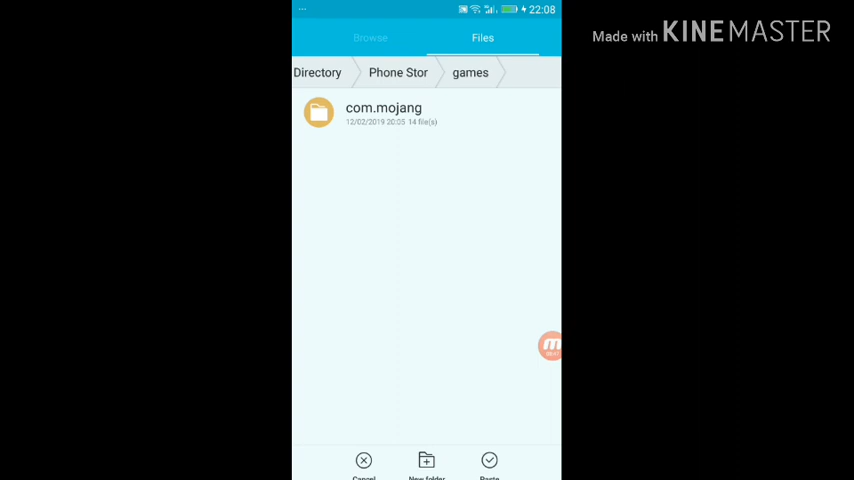 ... 22:08
Made with KINEMASTER
Browse Files
Directory Phone Stor games
com.mojang
12/02/2019 20:05 14 file(s)
Cancel New folder Paste